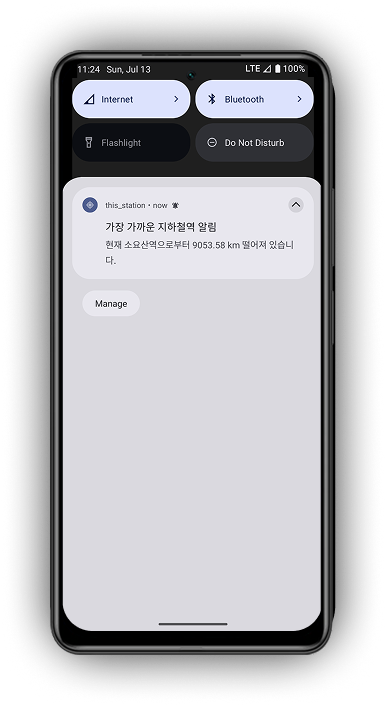 11:24 Sun, Jul 13 LTE 100%
Internet Bluetooth
Flashlight Do Not Disturb
this_station • now
가장 가까운 지하철역 알림
현재 소요산역으로부터 9053.58 km 떨어져 있습니
다.
Manage